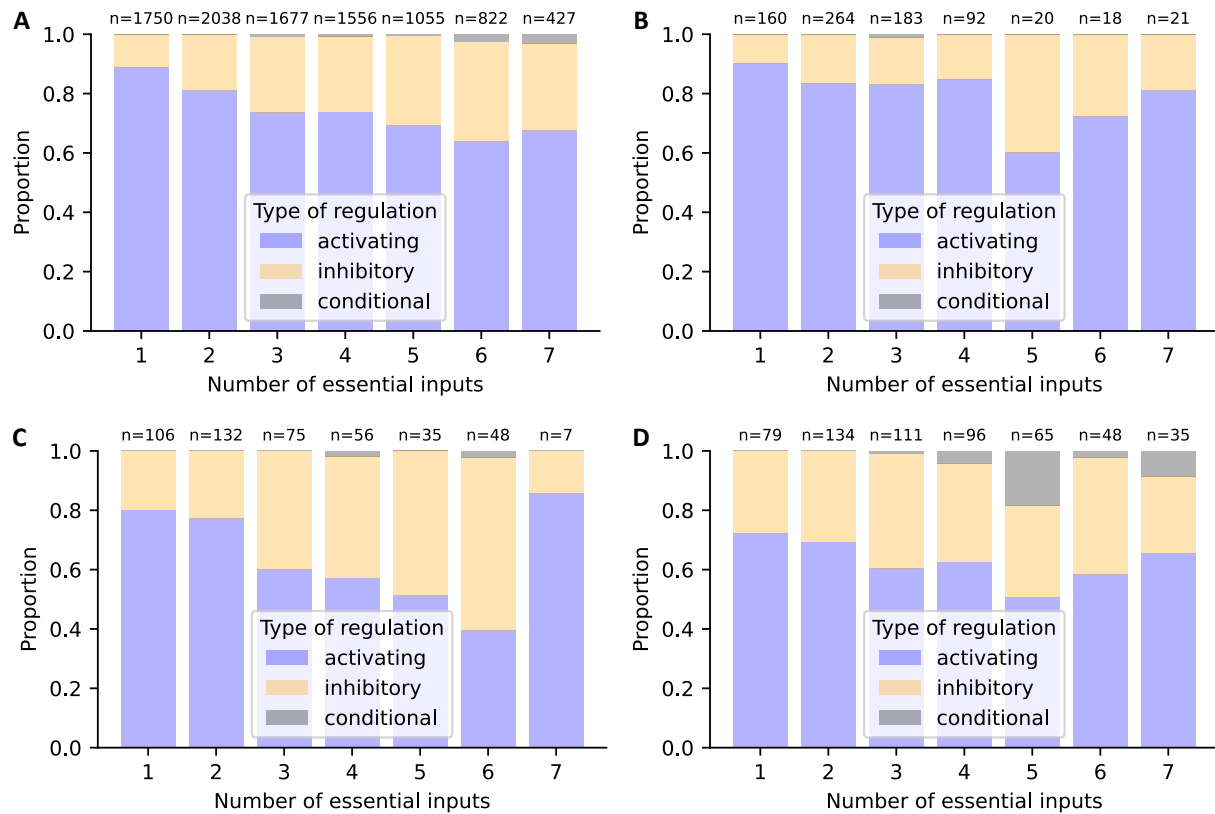 A
n=1750 n=2038 n=1677 n=1556 n=1055 n=822 n=427
1.0
0.8
0.6
0.4
0.2
0.0
Proportion
Type of regulation
activating
inhibitory
conditional
1 2 3 4 5 6 7
Number of essential inputs
B
n=160 n=264 n=183 n=92 n=20 n=18 n=21
1.0
0.8
0.6
0.4
0.2
0.0
Proportion
Type of regulation
activating
inhibitory
conditional
1 2 3 4 5 6 7
Number of essential inputs
C
n=106 n=132 n=75 n=56 n=35 n=48 n=7
1.0
0.8
0.6
0.4
0.2
0.0
Proportion
Type of regulation
activating
inhibitory
conditional
1 2 3 4 5 6 7
Number of essential inputs
D
n=79 n=134 n=111 n=96 n=65 n=48 n=35
1.0
0.8
0.6
0.4
0.2
0.0
Proportion
Type of regulation
activating
inhibitory
conditional
1 2 3 4 5 6 7
Number of essential inputs